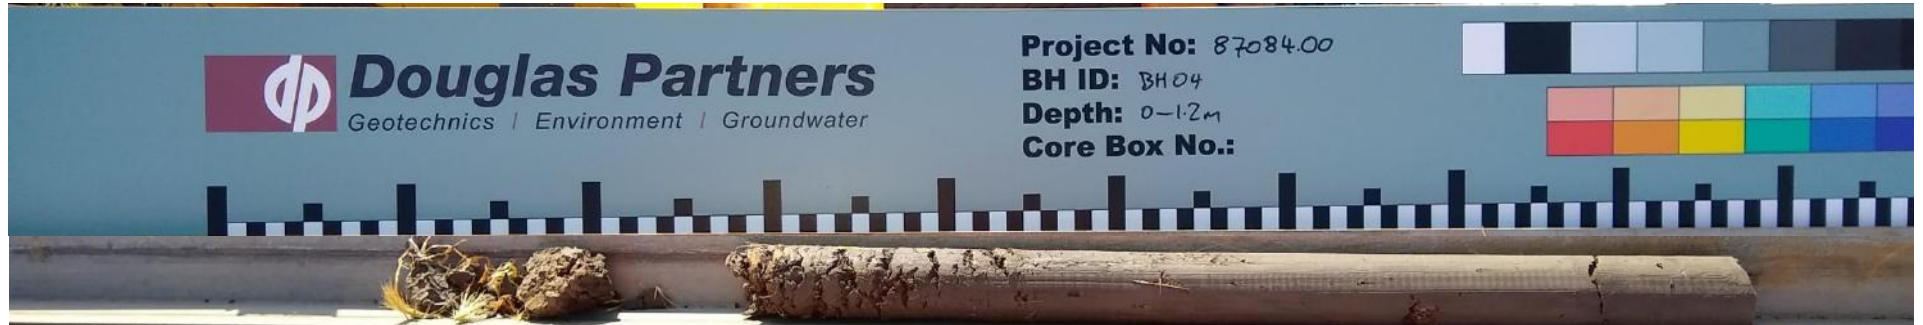 dp Douglas Partners
Geotechnics | Environment | Groundwater
Project No: 87084.00
BH ID: BH04
Depth: 0-1.2m
Core Box No.: